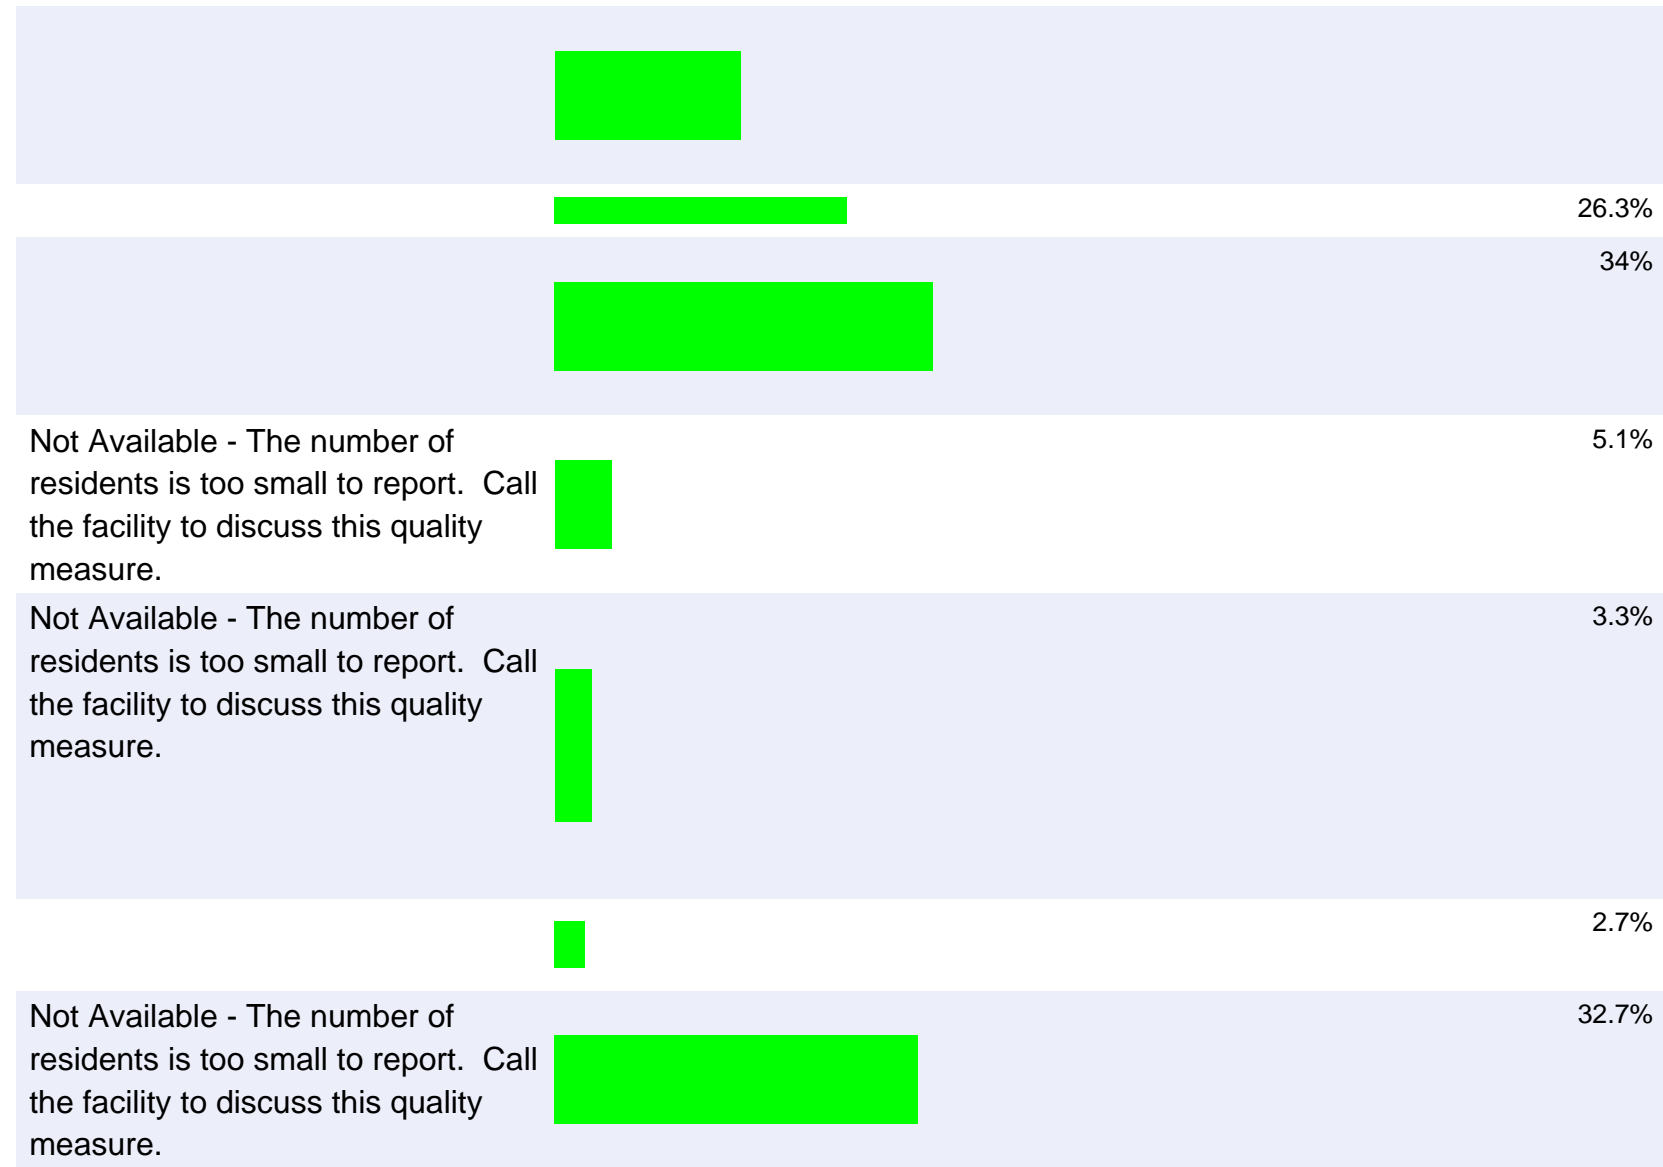 26.3%
34%
Not Available - The number of
residents is too small to report.  Call
the facility to discuss this quality
measure.
5.1%
Not Available - The number of
residents is too small to report.  Call
the facility to discuss this quality
measure.
3.3%
2.7%
Not Available - The number of
residents is too small to report.  Call
the facility to discuss this quality
measure.
32.7%